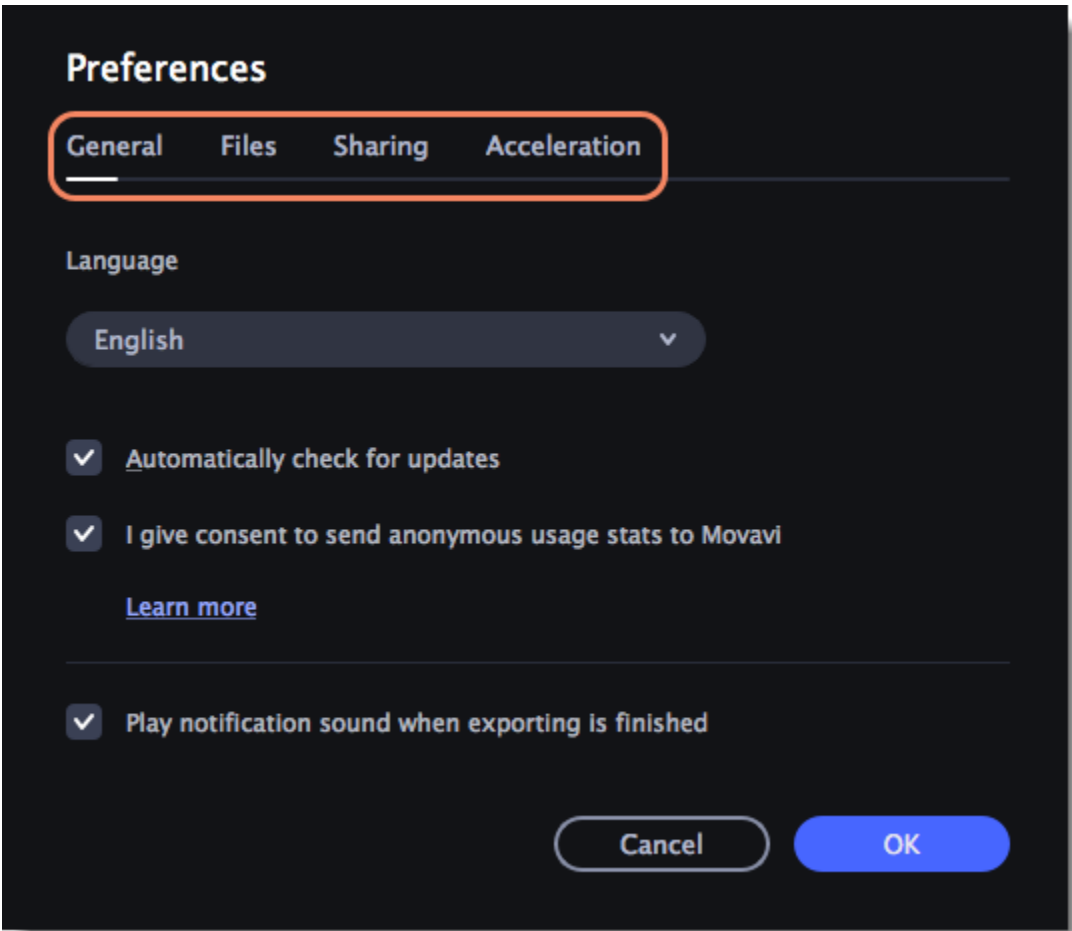 Preferences
General Files Sharing Acceleration
Language
English
Automatically check for updates
I give consent to send anonymous usage stats to Movavi
Learn more
Play notification sound when exporting is finished
Cancel OK